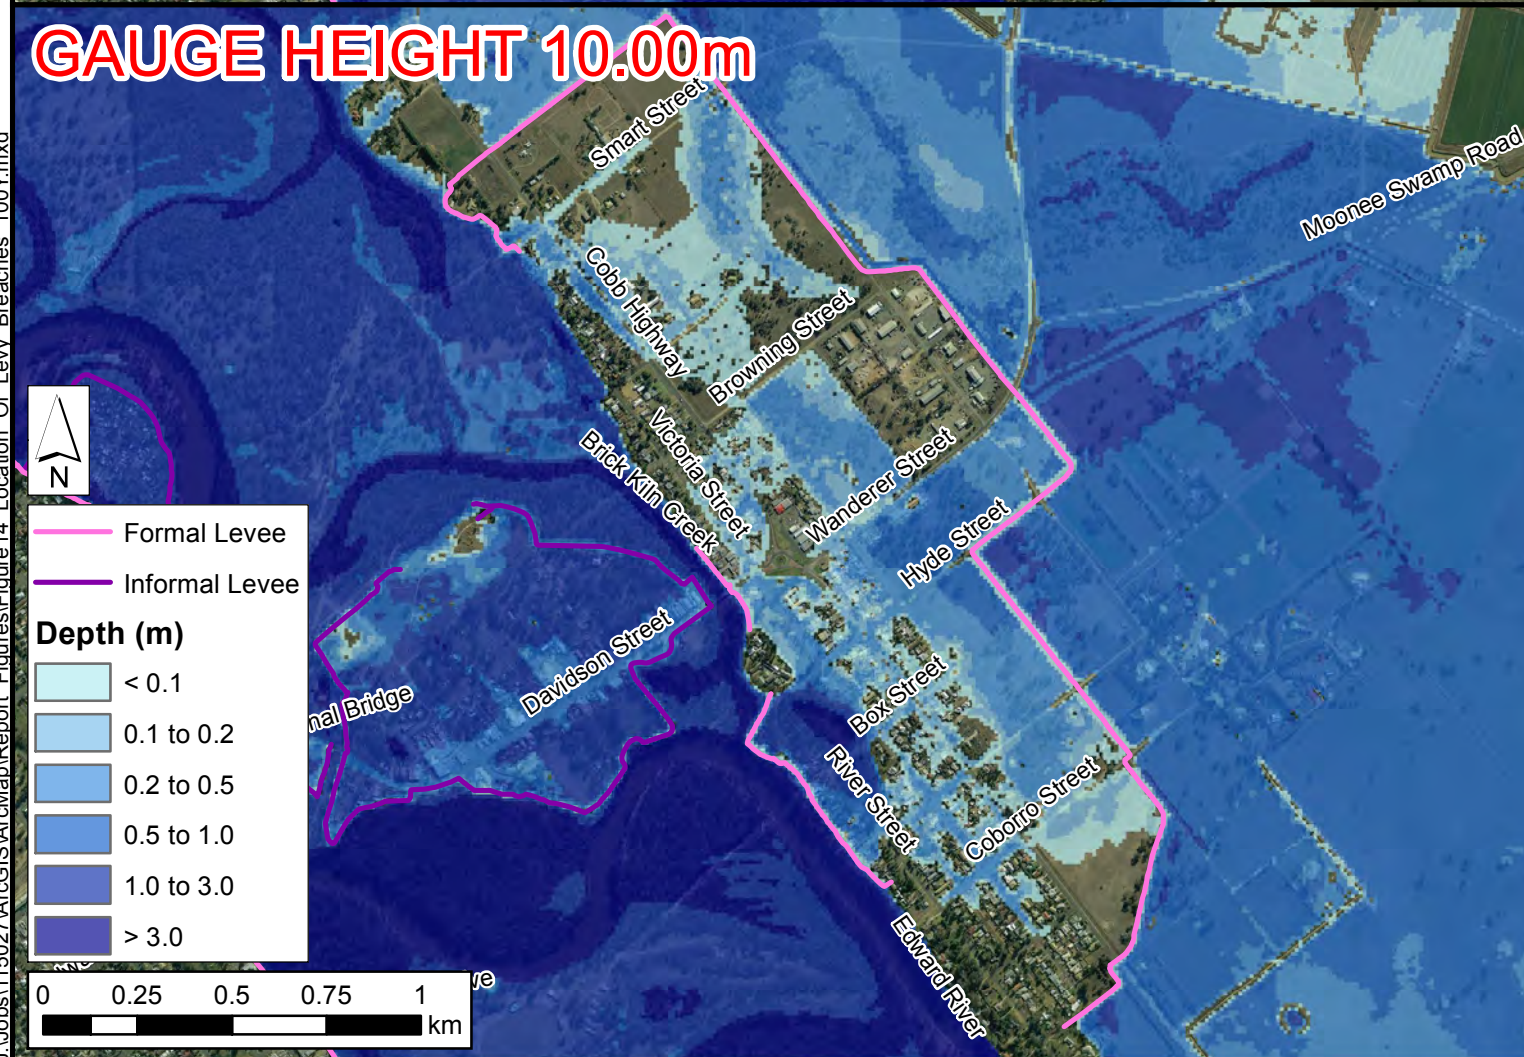 GAUGE HEIGHT 10.00m
Smart Street
Moonee Swamp Road
Cobb Highway
Browning Street
Victoria Street
Brick Kiln Creek
Wanderer Street
Hyde Street
Davidson Street
nal Bridge
Box Street
River Street
Coborro Street
Edward River
ve
N
Formal Levee
Informal Levee
Depth (m)
< 0.1
0.1 to 0.2
0.2 to 0.5
0.5 to 1.0
1.0 to 3.0
> 3.0
0 0.25 0.5 0.75 1
km